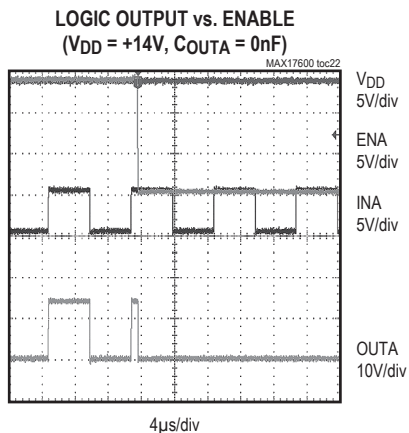 LOGIC OUTPUT vs. ENABLE
(VDD = +14V, COUTA = 0nF)
MAX17600 toc22
VDD
5V/div
ENA
5V/div
INA
5V/div
OUTA
10V/div
4µs/div